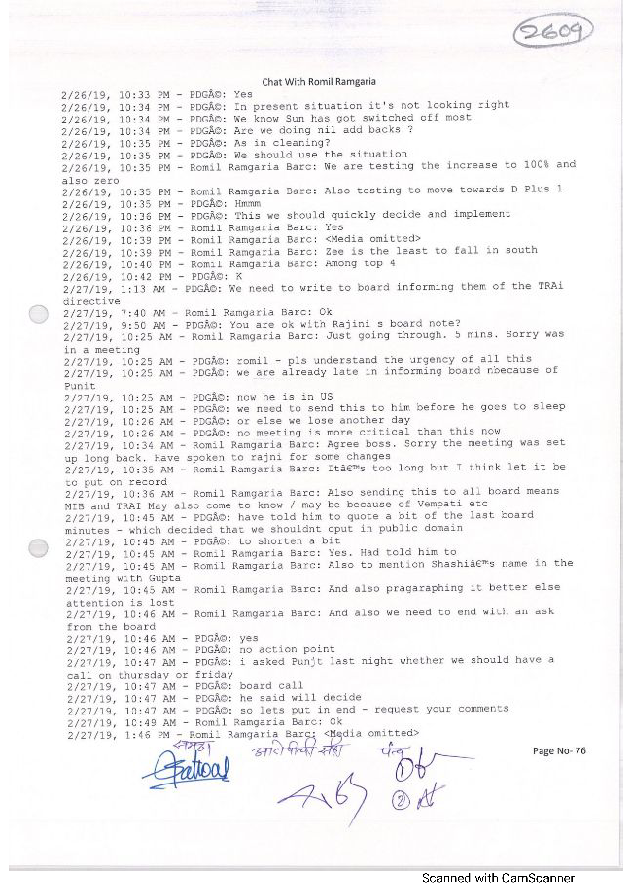 2609
Chat With Romil Ramgaria
2/26/19, 10:33 PM - PDGÂ©: Yes
2/26/19, 10:34 PM - PDGÂ©: In present situation it's not looking right
2/26/19, 10:34 PM - PDGÂ©: We know Sun has got switched off most
2/26/19, 10:34 PM - PDGÂ©: Are we doing nil add backs ?
2/26/19, 10:35 PM - PDGÂ©: As in cleaning?
2/26/19, 10:35 PM - PDGÂ©: We should use the situation
2/26/19, 10:35 PM - Romil Ramgaria Barc: We are testing the increase to 100% and
also zero
2/26/19, 10:35 PM - Romil Ramgaria Barc: Also testing to move towards D Plus 1
2/26/19, 10:35 PM - PDGÂ©: Hmmm
2/26/19, 10:36 PM - PDGÂ©: This we should quickly decide and implement
2/26/19, 10:36 PM - Romil Ramgaria Barc: Yes
2/26/19, 10:39 PM - Romil Ramgaria Barc: <Media omitted>
2/26/19, 10:39 PM - Romil Ramgaria Barc: Zee is the least to fall in south
2/26/19, 10:40 PM - Romil Ramgaria Barc: Among top 4
2/26/19, 10:42 PM - PDGÂ©: K
2/27/19, 1:13 AM - PDGÂ©: We need to write to board informing them of the TRAi
directive
2/27/19, 7:40 AM - Romil Ramgaria Barc: Ok
2/27/19, 9:50 AM - PDGÂ©: You are ok with Rajini s board note?
2/27/19, 10:25 AM - Romil Ramgaria Barc: Just going through. 5 mins. Sorry was
in a meeting
2/27/19, 10:25 AM - PDGÂ©: romil - pls understand the urgency of all this
2/27/19, 10:25 AM - PDGÂ©: we are already late in informing board nbecause of
Punit
2/27/19, 10:25 AM - PDGÂ©: now he is in US
2/27/19, 10:25 AM - PDGÂ©: we need to send this to him before he goes to sleep
2/27/19, 10:26 AM - PDGÂ©: or else we lose another day
2/27/19, 10:26 AM - PDGÂ©: no meeting is more critical than this now
2/27/19, 10:34 AM - Romil Ramgaria Barc: Agree boss. Sorry the meeting was set
up long back. have spoken to rajni for some changes
2/27/19, 10:35 AM - Romil Ramgaria Barc: Itâ€™s too long but I think let it be
to put on record
2/27/19, 10:36 AM - Romil Ramgaria Barc: Also sending this to all board means
MIB and TRAI May also come to know / may be because of Vempati etc
2/27/19, 10:45 AM - PDGÂ©: have told him to quote a bit of the last board
minutes - which decided that we shouldnt cput in public domain
2/27/19, 10:45 AM - PDGÂ©: to shorten a bit
2/27/19, 10:45 AM - Romil Ramgaria Barc: Yes. Had told him to
2/27/19, 10:45 AM - Romil Ramgaria Barc: Also to mention Shashiâ€™s name in the
meeting with Gupta
2/27/19, 10:45 AM - Romil Ramgaria Barc: And also pragaraphing it better else
attention is lost
2/27/19, 10:46 AM - Romil Ramgaria Barc: And also we need to end with an ask
from the board
2/27/19, 10:46 AM - PDGÂ©: yes
2/27/19, 10:46 AM - PDGÂ©: no action point
2/27/19, 10:47 AM - PDGÂ©: i asked Punjt last night whether we should have a
call on thursday or friday
2/27/19, 10:47 AM - PDGÂ©: board call
2/27/19, 10:47 AM - PDGÂ©: he said will decide
2/27/19, 10:47 AM - PDGÂ©: so lets put in end - request your comments
2/27/19, 10:49 AM - Romil Ramgaria Barc: Ok
2/27/19, 1:46 PM - Romil Ramgaria Barc: <Media omitted>
पंच
Page No- 76
①
②
Scanned with CamScanner